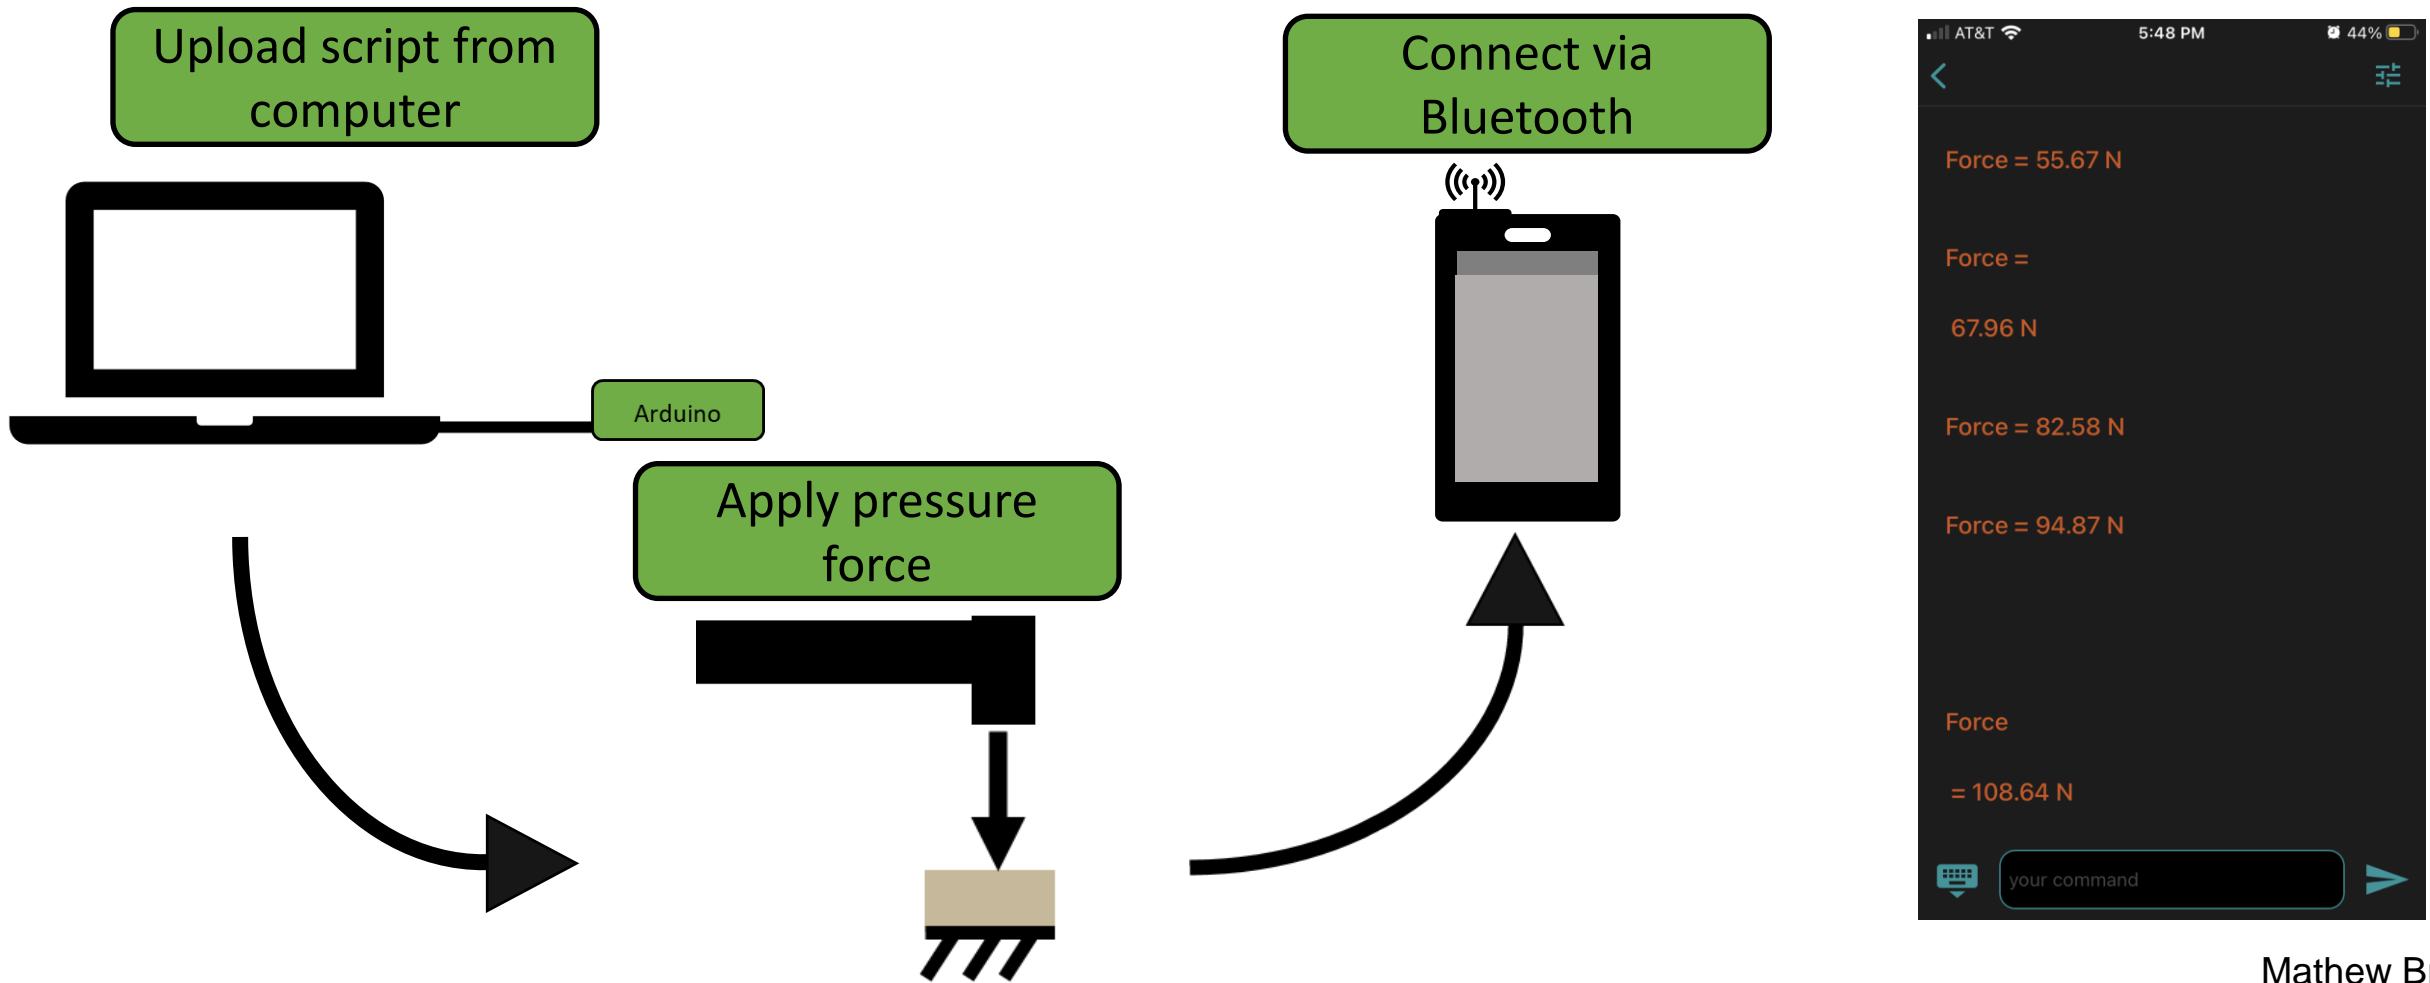 Upload script from
computer
Arduino
Apply pressure
force
Connect via
Bluetooth
AT&T 5:48 PM 44%
Force = 55.67 N
Force =
67.96 N
Force = 82.58 N
Force = 94.87 N
Force
= 108.64 N
your command
Mathew